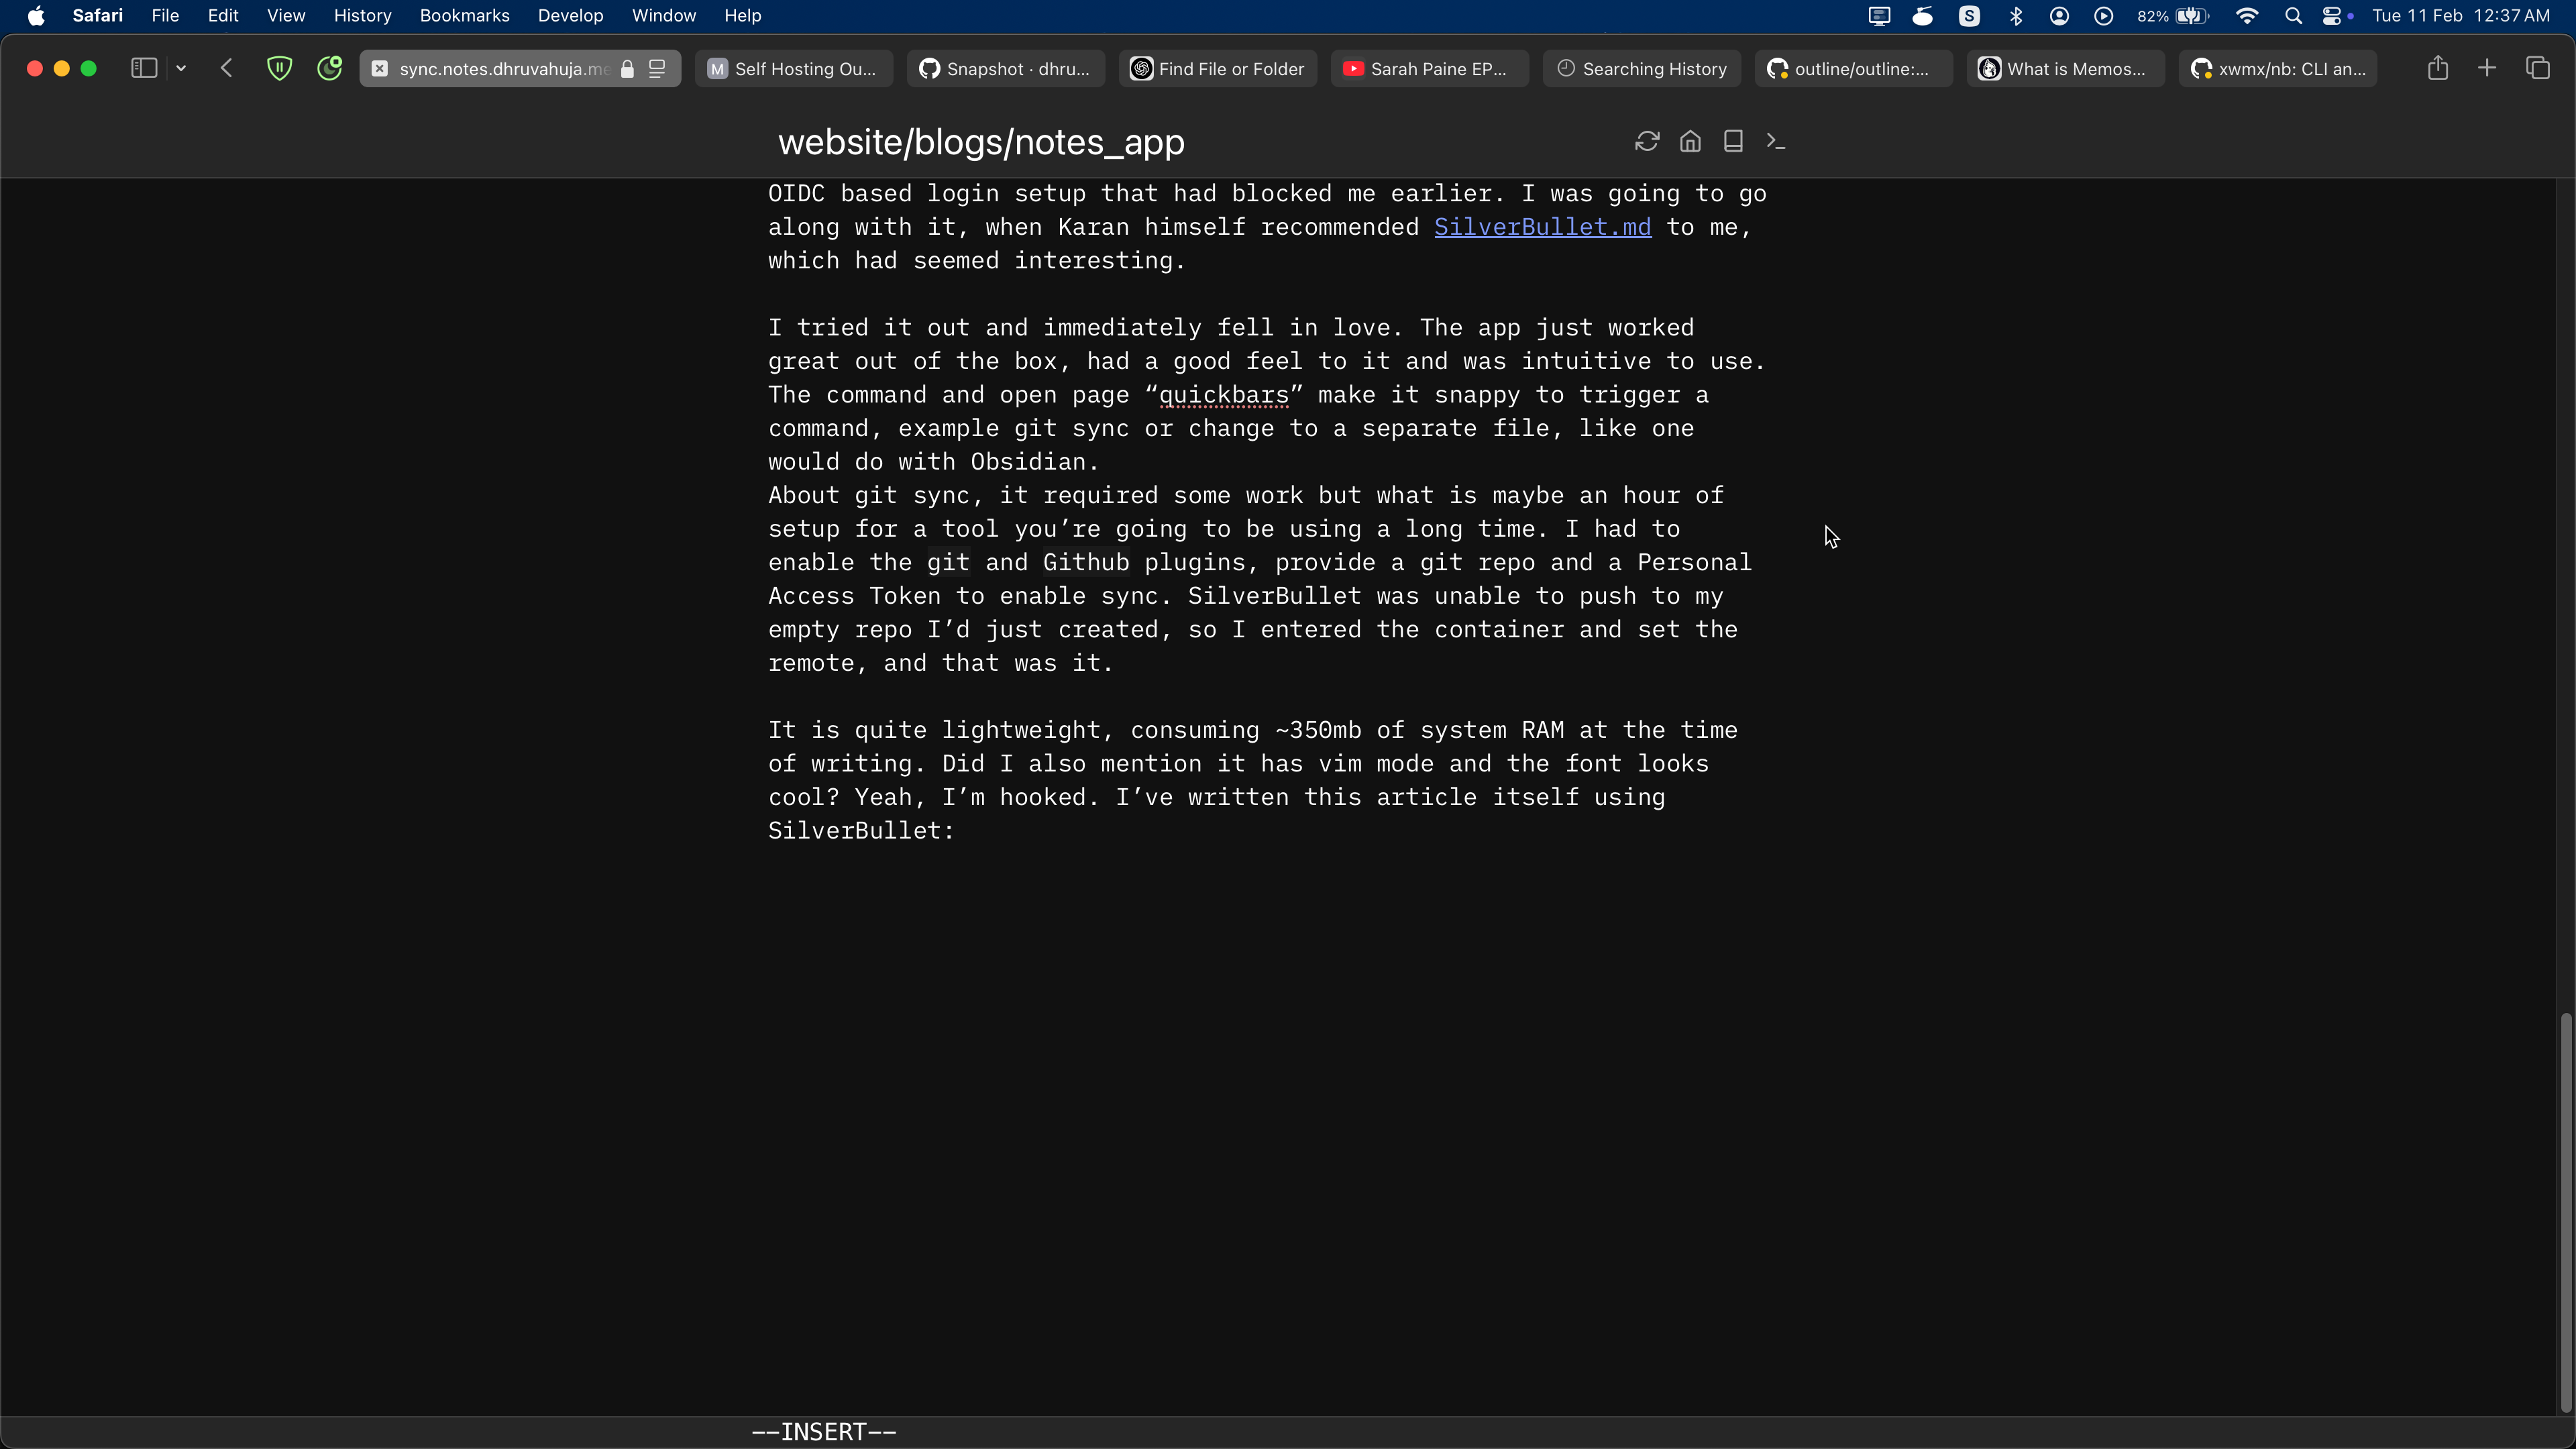 Safari File Edit View History Bookmarks Develop Window Help 82% Tue 11 Feb 12:37 AM
sync.notes.dhruvahuja.me Self Hosting Ou... Snapshot · dhru... Find File or Folder Sarah Paine EP... Searching History outline/outline:... What is Memos... xwmx/nb: CLI an...
website/blogs/notes_app
OIDC based login setup that had blocked me earlier. I was going to go
along with it, when Karan himself recommended SilverBullet.md to me,
which had seemed interesting.
I tried it out and immediately fell in love. The app just worked
great out of the box, had a good feel to it and was intuitive to use.
The command and open page “quickbars” make it snappy to trigger a
command, example git sync or change to a separate file, like one
would do with Obsidian.
About git sync, it required some work but what is maybe an hour of
setup for a tool you’re going to be using a long time. I had to
enable the git and Github plugins, provide a git repo and a Personal
Access Token to enable sync. SilverBullet was unable to push to my
empty repo I’d just created, so I entered the container and set the
remote, and that was it.
It is quite lightweight, consuming ~350mb of system RAM at the time
of writing. Did I also mention it has vim mode and the font looks
cool? Yeah, I’m hooked. I’ve written this article itself using
SilverBullet:
--INSERT--